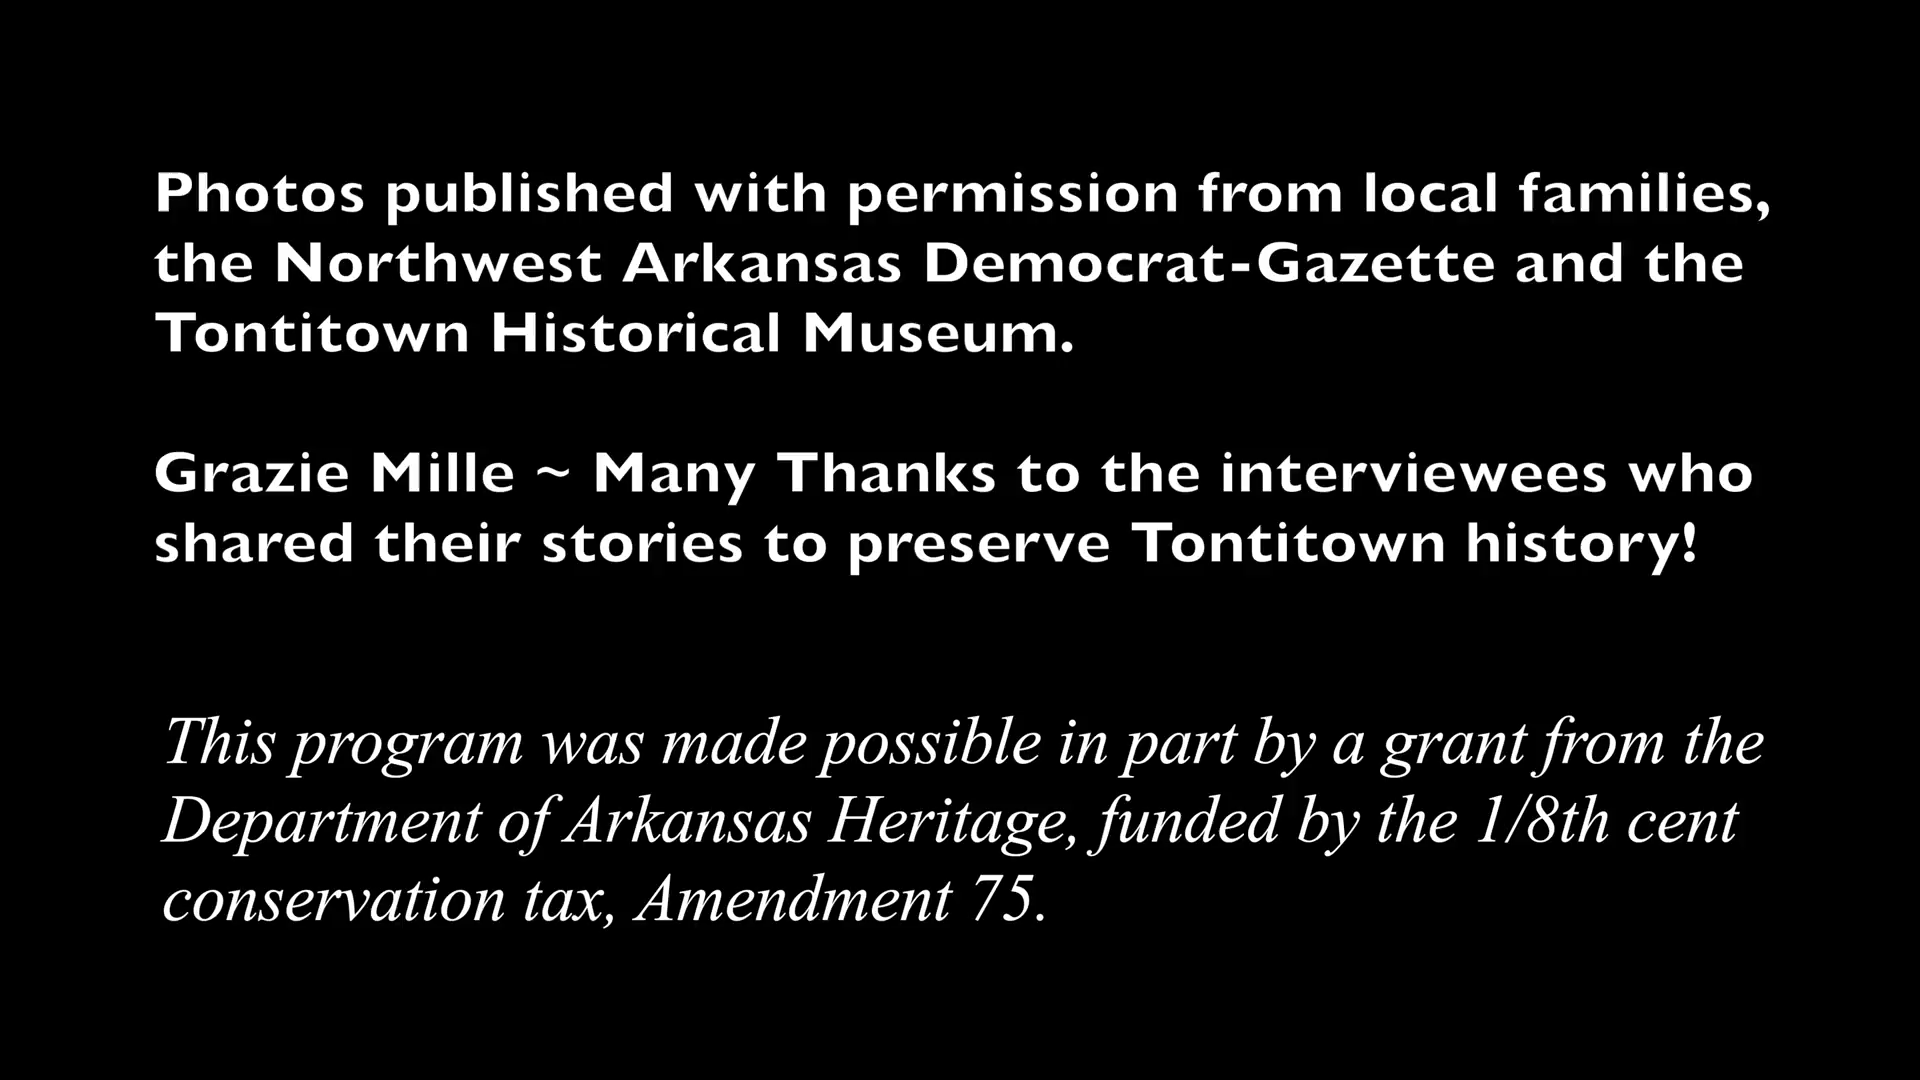 Photos published with permission from local families,
the Northwest Arkansas Democrat-Gazette and the
Tontitown Historical Museum.
Grazie Mille ~ Many Thanks to the interviewees who
shared their stories to preserve Tontitown history!
This program was made possible in part by a grant from the
Department of Arkansas Heritage, funded by the 1/8th cent
conservation tax, Amendment 75.